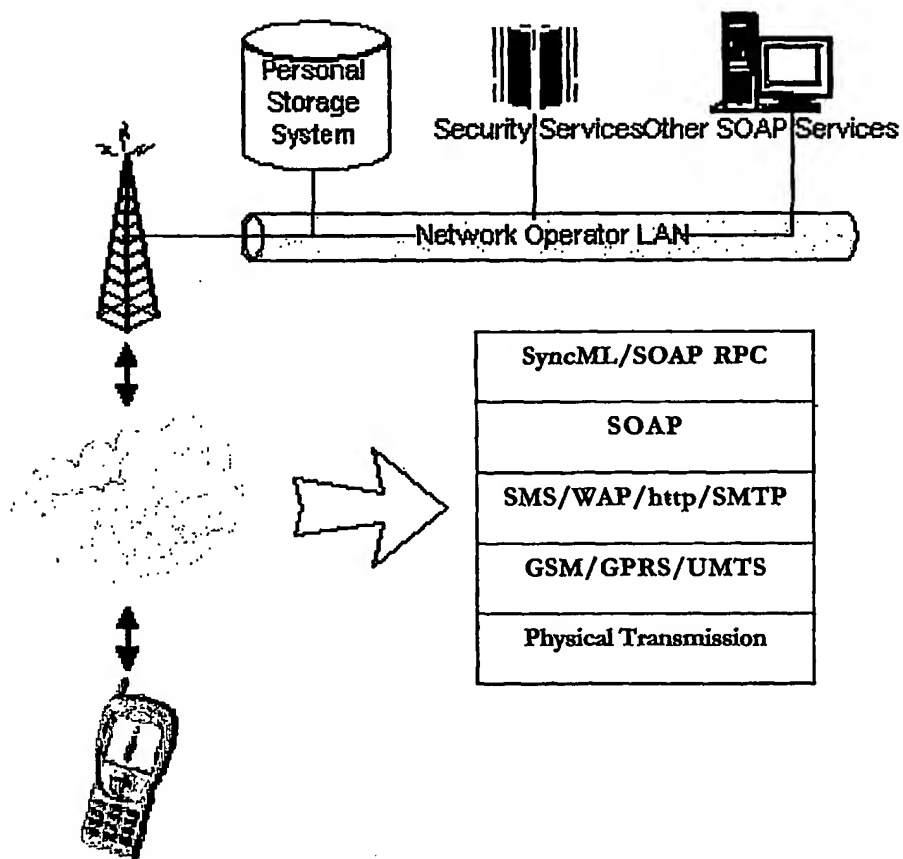 Personal
Storage
System
Security Services
Other SOAP Services
Network Operator LAN
SyncML/SOAP RPC
SOAP
SMS/WAP/http/SMTP
GSM/GPRS/UMTS
Physical Transmission